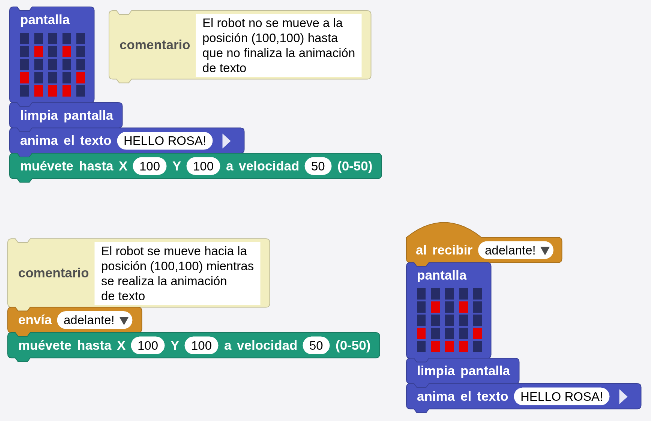 pantalla
comentario
El robot no se mueve a la
posición (100,100) hasta
que no finaliza la animación
de texto
limpia pantalla
anima el texto HELLO ROSA!
muévete hasta X 100 Y 100 a velocidad 50 (0-50)
comentario
El robot se mueve hacia la
posición (100,100) mientras
se realiza la animación
de texto
envía adelante!
muévete hasta X 100 Y 100 a velocidad 50 (0-50)
al recibir adelante!
pantalla
limpia pantalla
anima el texto HELLO ROSA!